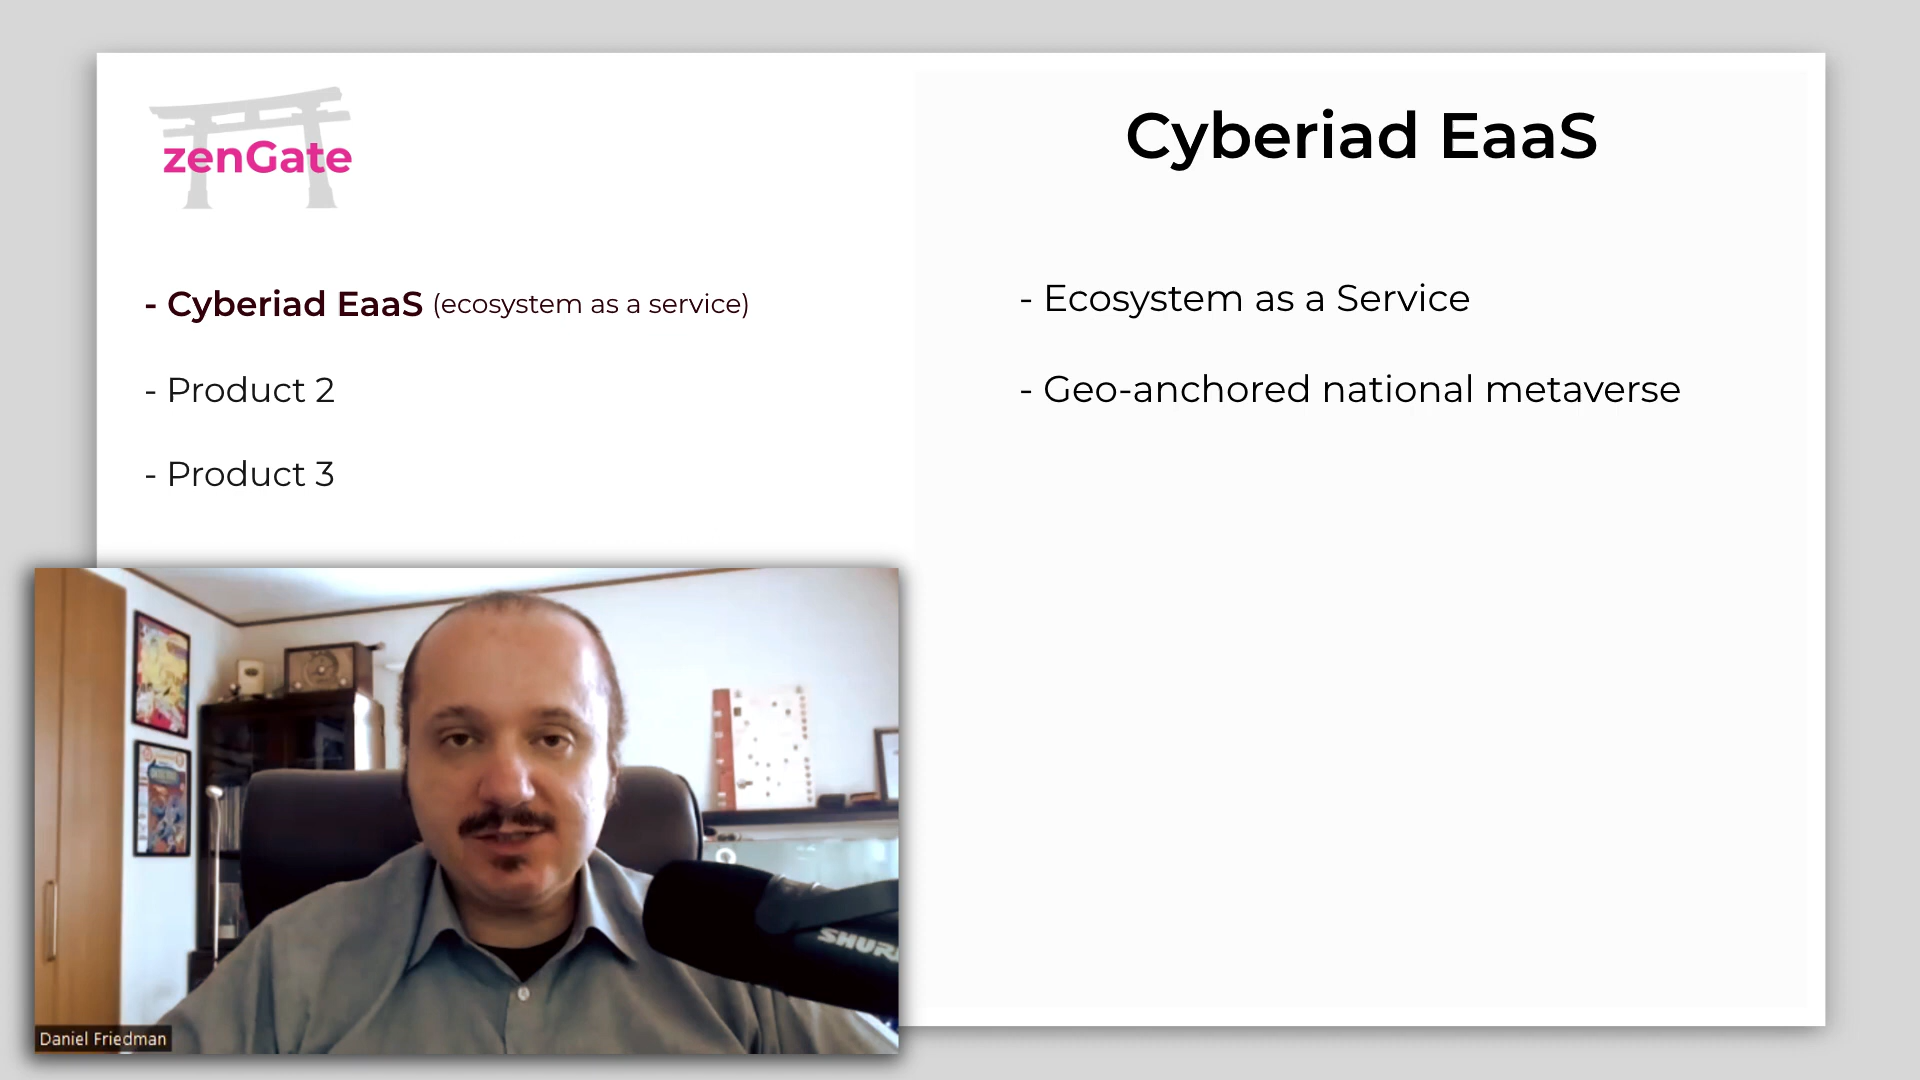 zenGate
- Cyberiad EaaS (ecosystem as a service)
- Product 2
- Product 3
Cyberiad EaaS
- Ecosystem as a Service
- Geo-anchored national metaverse
SHUR
Daniel Friedman